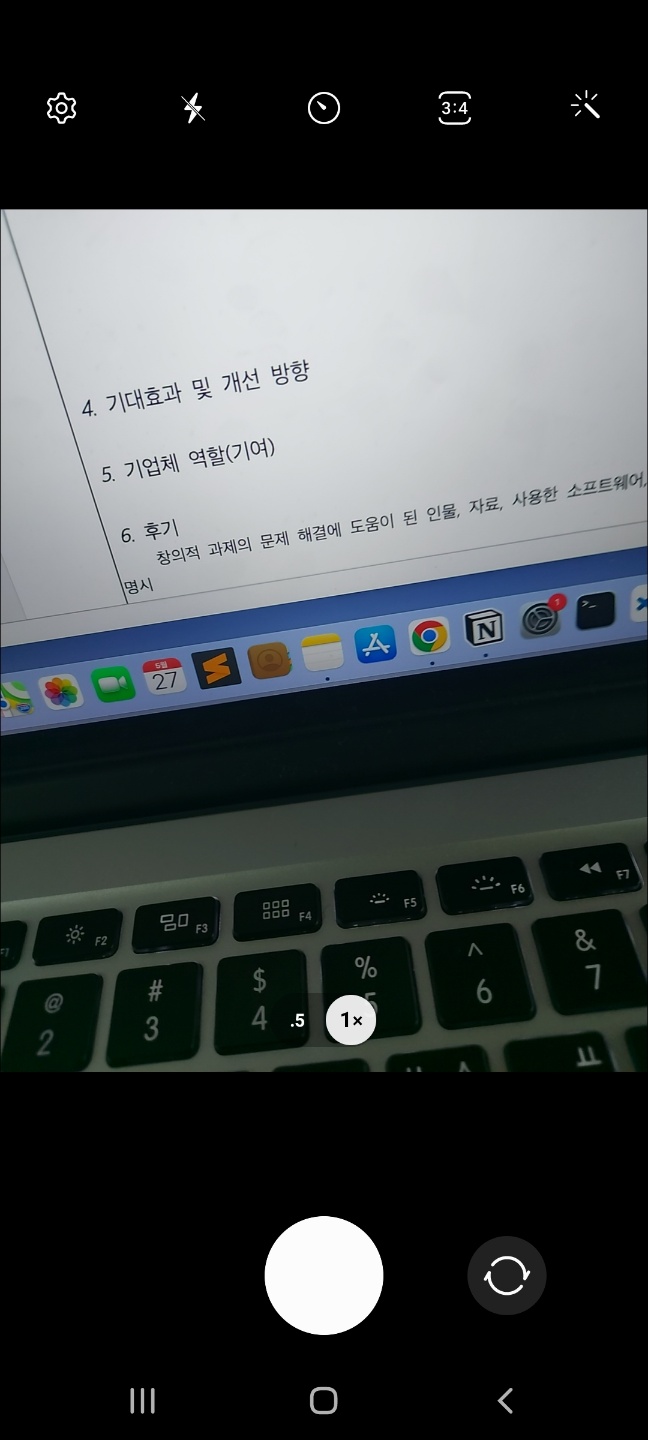 3:4
4. 기대효과 및 개선 방향
5. 기업체 역할(기여)
6. 후기
창의적 과제의 문제 해결에 도움이 된 인물, 자료, 사용한 소프트웨어,
명시
5월
27
1
F1 F2 F3 F4 F5 F6 F7
@ # $ % ^ &
2 3 4 5 6 7
.5 1×
ㅛ